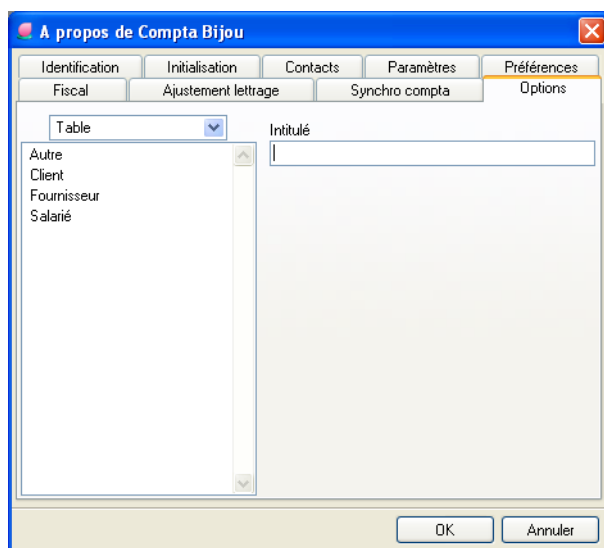 A propos de Compta Bijou
Identification Initialisation Contacts Paramètres Préférences
Fiscal Ajustement lettrage Synchro compta Options
Table
Intitulé
Autre
Client
Fournisseur
Salarié
OK Annuler